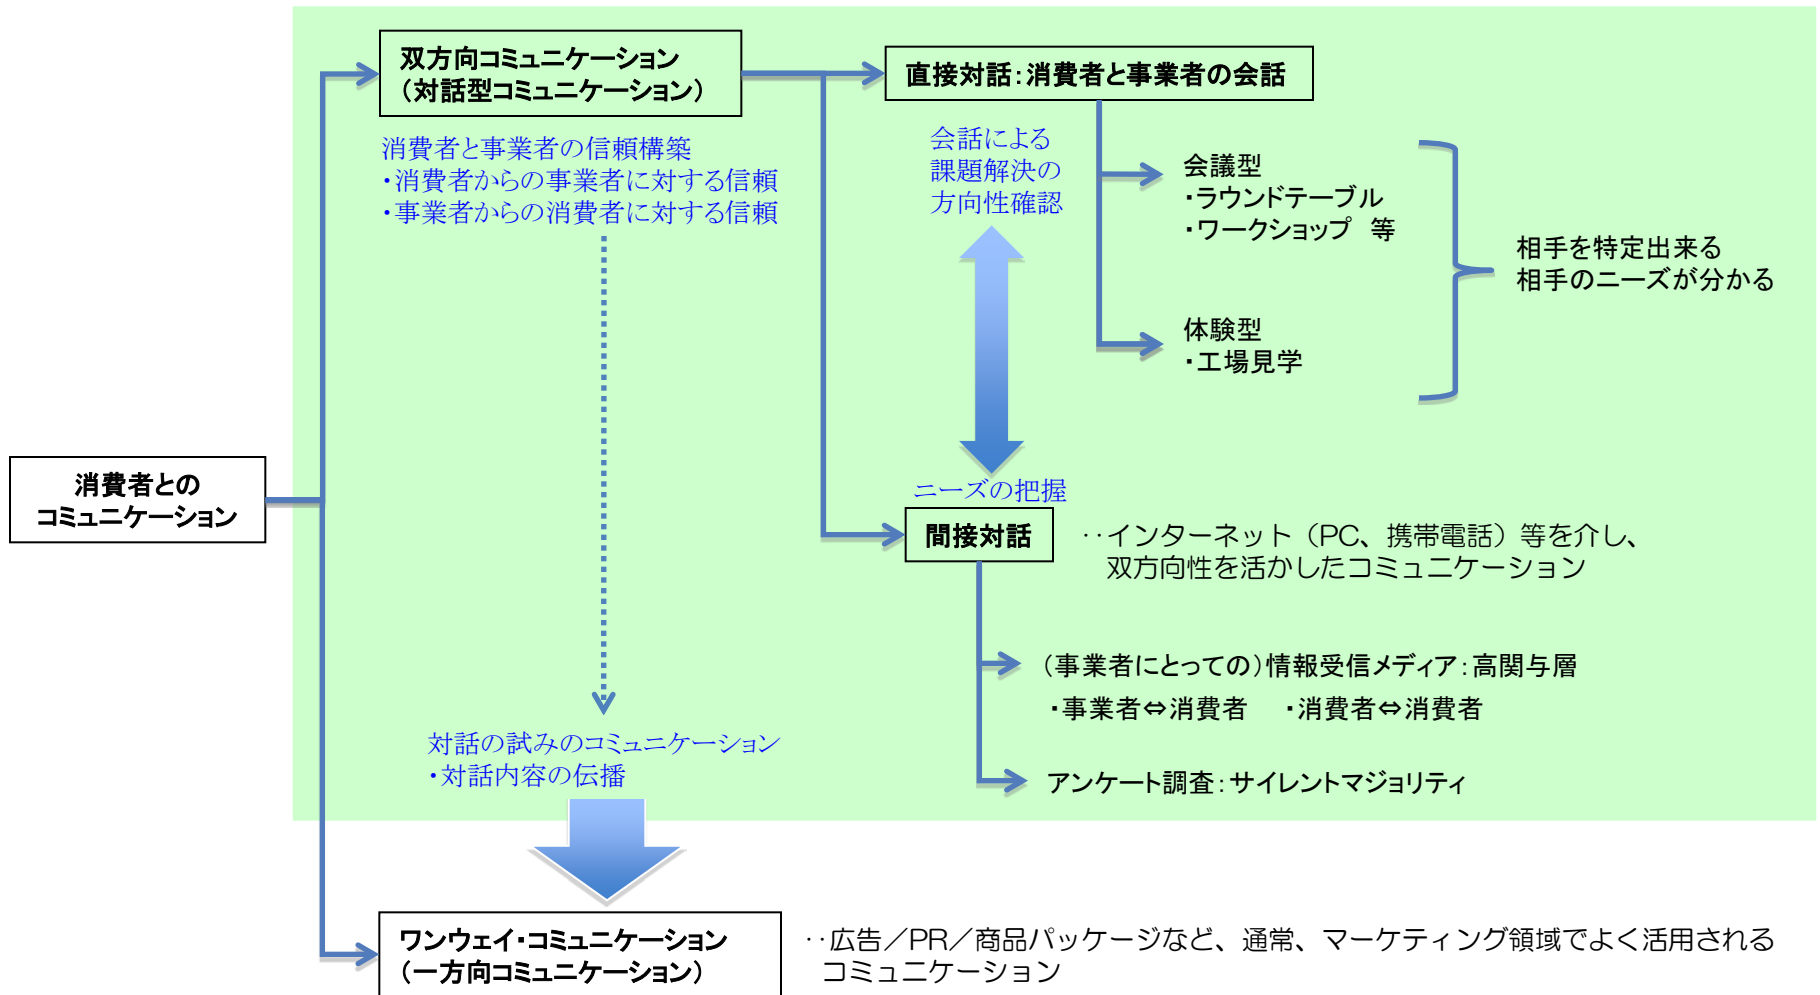 双方向コミュニケーション
（対話型コミュニケーション）
直接対話：消費者と事業者の会話
消費者と事業者の信頼構築
・消費者からの事業者に対する信頼
・事業者からの消費者に対する信頼
会話による
課題解決の
方向性確認
会議型
・ラウンドテーブル
・ワークショップ　等
相手を特定出来る
相手のニーズが分かる
体験型
・工場見学
消費者との
コミュニケーション
ニーズの把握
間接対話
‥インターネット（PC、携帯電話）等を介し、
双方向性を活かしたコミュニケーション
（事業者にとっての）情報受信メディア：高関与層
・事業者⇔消費者　・消費者⇔消費者
対話の試みのコミュニケーション
・対話内容の伝播
アンケート調査：サイレントマジョリティ
ワンウェイ・コミュニケーション
（一方向コミュニケーション）
‥広告／PR／商品パッケージなど、通常、マーケティング領域でよく活用される
コミュニケーション